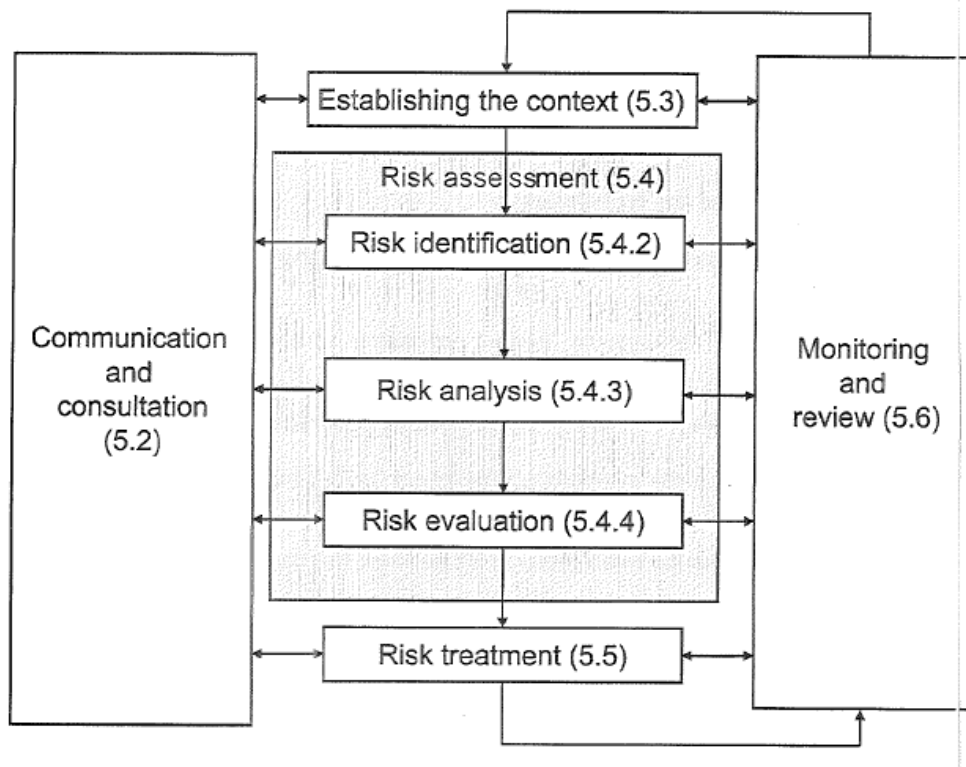 Establishing the context (5.3)
Risk assessment (5.4)
Risk identification (5.4.2)
Communication
and
consultation
(5.2)
Risk analysis (5.4.3)
Monitoring
and
review (5.6)
Risk evaluation (5.4.4)
Risk treatment (5.5)